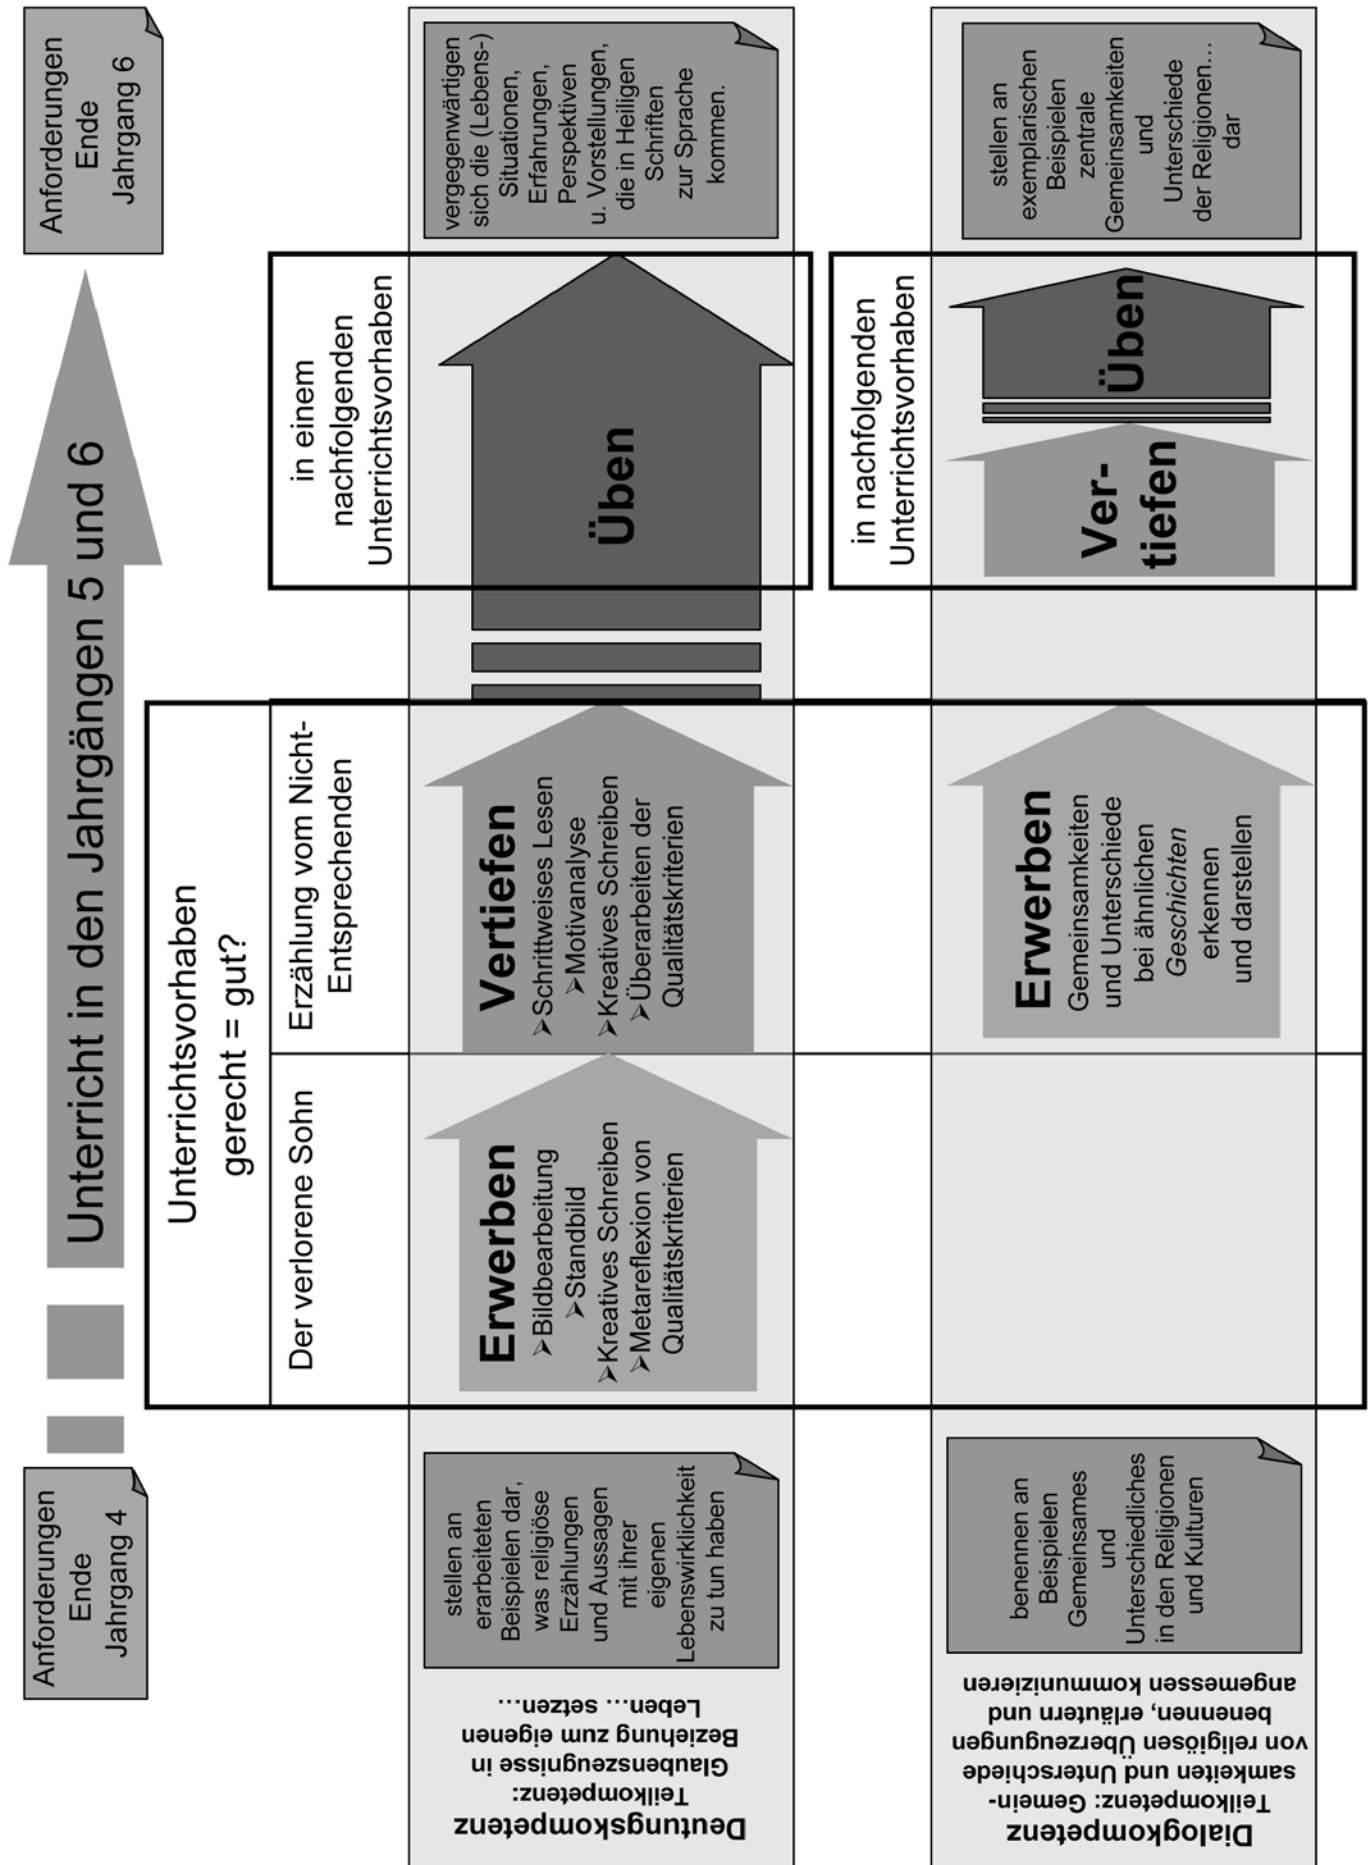 Anforderungen
Ende
Jahrgang 4
Unterricht in den Jahrgängen 5 und 6
Anforderungen
Ende
Jahrgang 6
Unterrichtsvorhaben
gerecht = gut?
Der verlorene Sohn
Erzählung vom Nicht-
Entsprechenden
in einem
nachfolgenden
Unterrichtsvorhaben
Deutungskompetenz
Teilkompetenz:
Glaubenszeugnisse in
Beziehung zum eigenen
Leben… setzen…
stellen an
erarbeiteten
Beispielen dar,
was religiöse
Erzählungen
und Aussagen
mit ihrer
eigenen
Lebenswirklichkeit
zu tun haben
Erwerben
➢Bildbearbeitung
➢Standbild
➢Kreatives Schreiben
➢Metareflexion von
Qualitätskriterien
Vertiefen
➢Schrittweises Lesen
➢Motivanalyse
➢Kreatives Schreiben
➢Überarbeiten der
Qualitätskriterien
Üben
vergegenwärtigen
sich die (Lebens-)
Situationen,
Erfahrungen,
Perspektiven
u. Vorstellungen,
die in Heiligen
Schriften
zur Sprache
kommen.
in nachfolgenden
Unterrichtsvorhaben
Dialogkompetenz
Teilkompetenz: Gemein-
samkeiten und Unterschiede
von religiösen Überzeugungen
benennen, erläutern und
angemessen kommunizieren
benennen an
Beispielen
Gemeinsames
und
Unterschiedliches
in den Religionen
und Kulturen
Erwerben
Gemeinsamkeiten
und Unterschiede
bei ähnlichen
Geschichten
erkennen
und darstellen
Ver-
tiefen
Üben
stellen an
exemplarischen
Beispielen
zentrale
Gemeinsamkeiten
und
Unterschiede
der Religionen…
dar